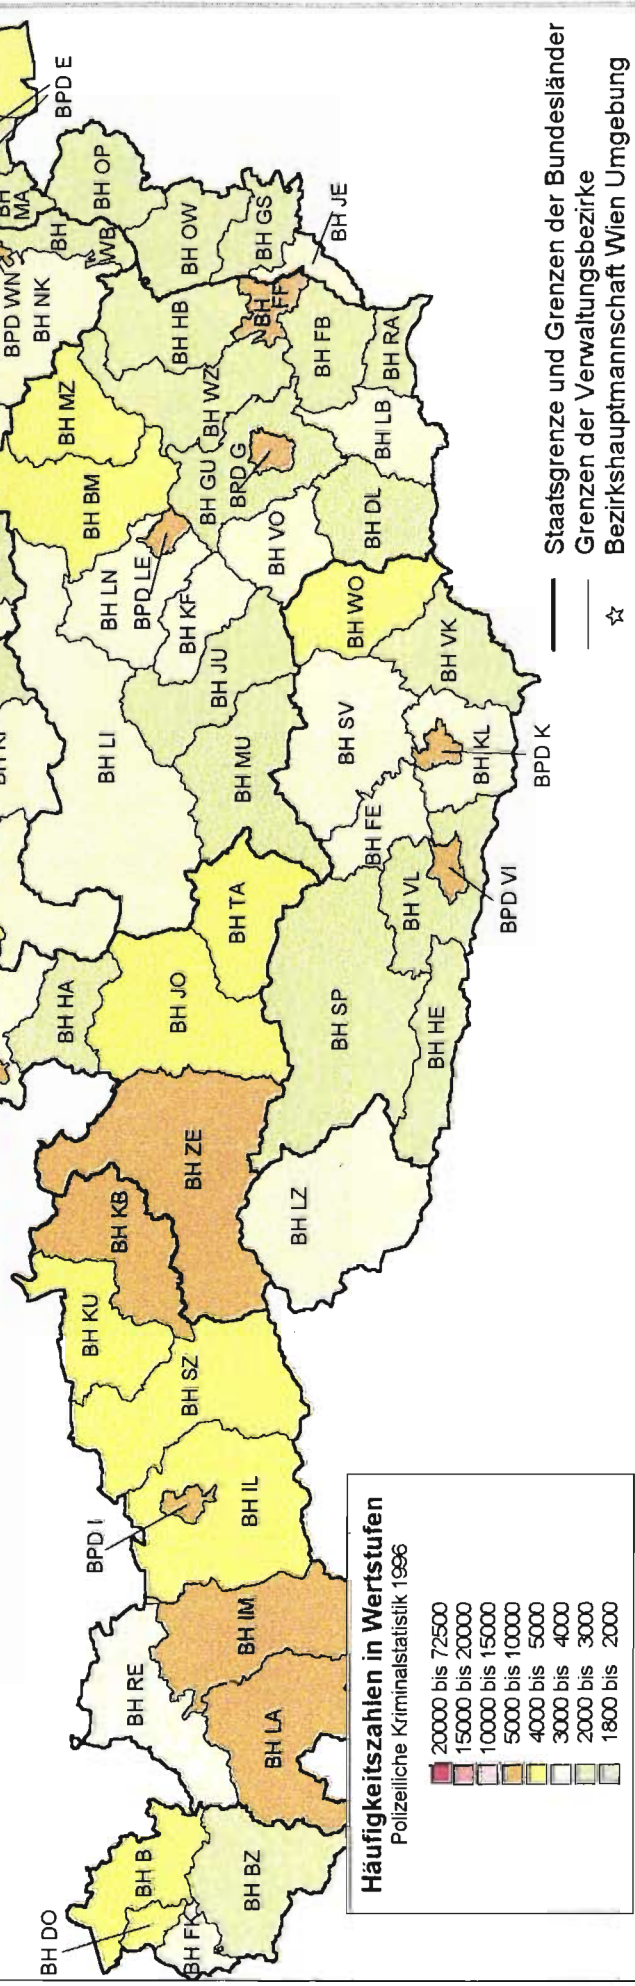 BPD E
BH MA
BH OP
BH
WB
BPD WN
BH NK
BH OW
BH GS
BH JE
BH HB
BH FF
BH FB
BH RA
BH MZ
BH WZ
BH BM
BH GU
BPD G
BH LB
BH LN
BPD LE
BH KF
BH VO
BH DL
BH WO
BH VK
BH JU
BH LI
BH MU
BH SV
BH KL
BPD K
BH FE
BH VL
BPD VI
BH TA
BH HA
BH JO
BH SP
BH HE
BH ZE
BH KB
BH LZ
BH KU
BH SZ
BPD I
BH IL
BH IM
BH RE
BH LA
BH B
BH DO
BH FK
BH BZ
Häufigkeitszahlen in Wertstufen
Polizeiliche Kriminalstatistik 1996
20000 bis 72500
15000 bis 20000
10000 bis 15000
5000 bis 10000
4000 bis 5000
3000 bis 4000
2000 bis 3000
1800 bis 2000
Staatsgrenze und Grenzen der Bundesländer
Grenzen der Verwaltungsbezirke
☆ Bezirkshauptmannschaft Wien Umgebung